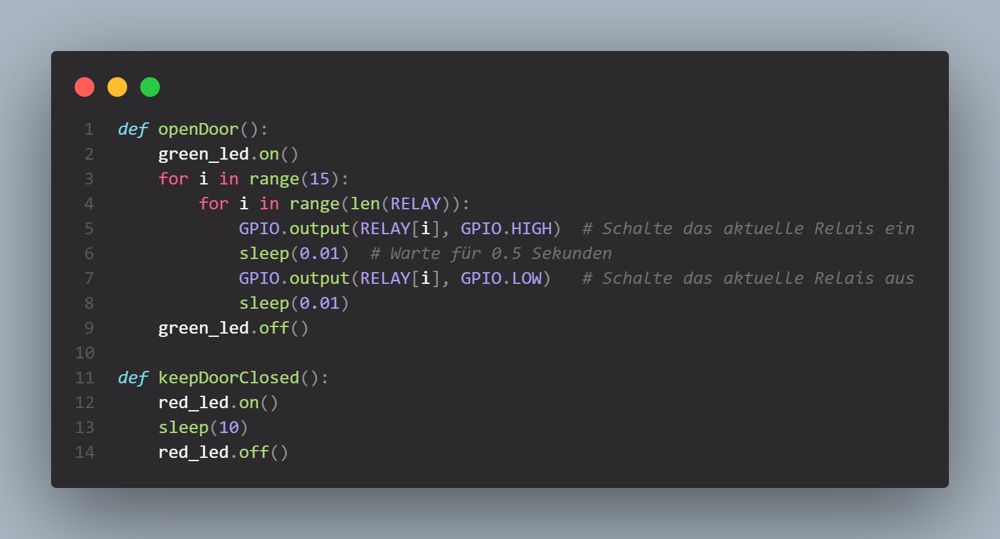 1 def openDoor():
2     green_led.on()
3     for i in range(15):
4         for i in range(len(RELAY)):
5             GPIO.output(RELAY[i], GPIO.HIGH)  # Schalte das aktuelle Relais ein
6             sleep(0.01)  # Warte für 0.5 Sekunden
7             GPIO.output(RELAY[i], GPIO.LOW)   # Schalte das aktuelle Relais aus
8             sleep(0.01)
9     green_led.off()
10
11 def keepDoorClosed():
12     red_led.on()
13     sleep(10)
14     red_led.off()